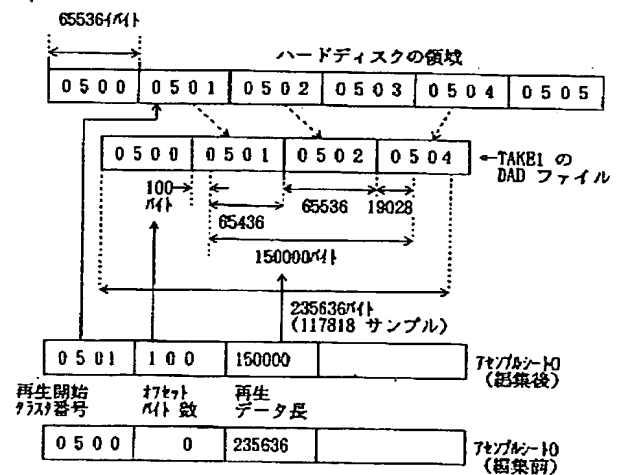 65536バイト
ハードディスクの領域
0500 0501 0502 0503 0504 0505
0500 0501 0502 0504
←TAKE1 の
DAD ファイル
100
バイト
65436
65536
19028
150000バイト
235636バイト
(117818 サンプル)
0501 100 150000
アセンブルシート0
(編集後)
再生開始
クラスタ番号
オフセット
バイト数
再生
データ長
0500 0 235636
アセンブルシート0
(編集前)